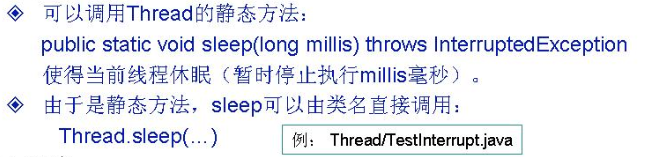 可以调用Thread的静态方法：
public static void sleep(long millis) throws InterruptedException
使得当前线程休眠（暂时停止执行millis毫秒）。
由于是静态方法，sleep可以由类名直接调用：
Thread.sleep(…)
例： Thread/TestInterrupt.java